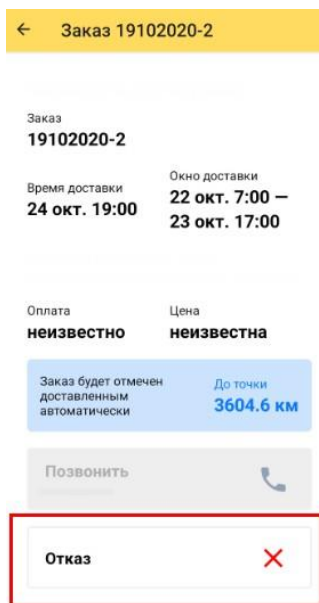 Заказ 19102020-2
Заказ
19102020-2
Время доставки
24 окт. 19:00
Окно доставки
22 окт. 7:00 —
23 окт. 17:00
Оплата
неизвестно
Цена
неизвестна
Заказ будет отмечен
доставленным
автоматически
До точки
3604.6 км
Позвонить
Отказ